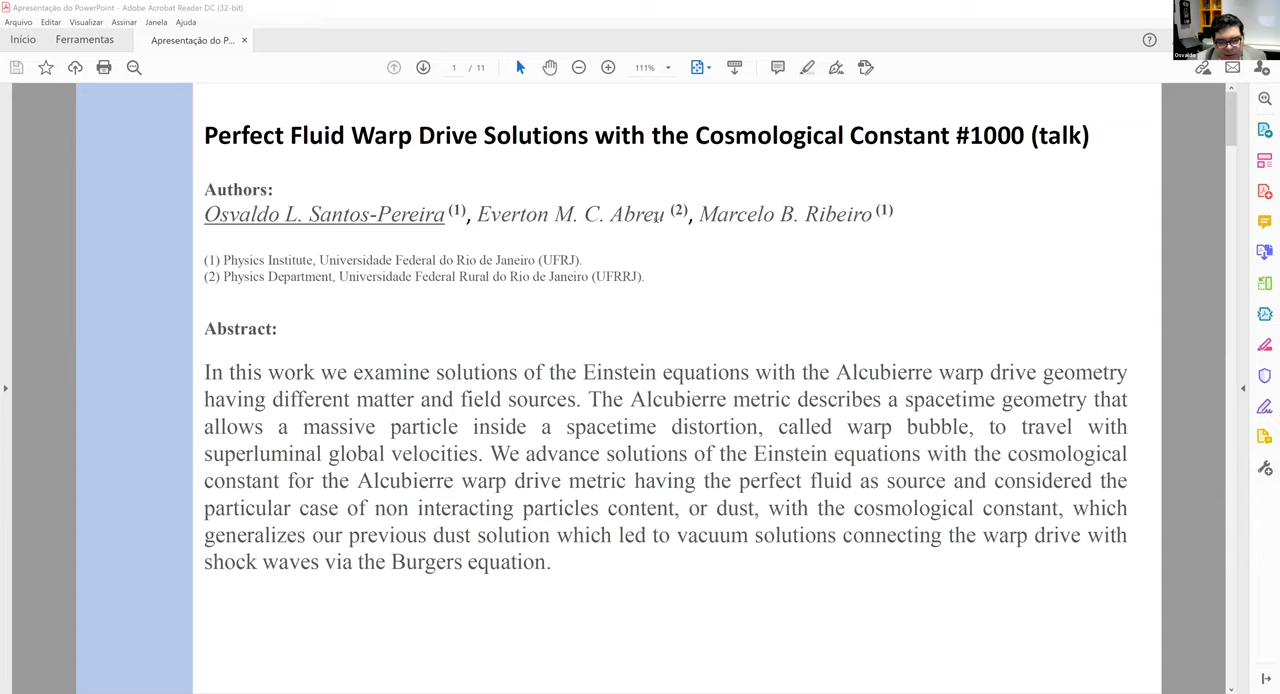 Apresentação do PowerPoint - Adobe Acrobat Reader DC (32-bit)
Arquivo Editar Visualizar Assinar Janela Ajuda
Início Ferramentas Apresentação do P... ×
1 / 11 111%
Osvaldo
Perfect Fluid Warp Drive Solutions with the Cosmological Constant #1000 (talk)
Authors:
Osvaldo L. Santos-Pereira (1), Everton M. C. Abreu (2), Marcelo B. Ribeiro (1)
(1) Physics Institute, Universidade Federal do Rio de Janeiro (UFRJ).
(2) Physics Department, Universidade Federal Rural do Rio de Janeiro (UFRRJ).
Abstract:
In this work we examine solutions of the Einstein equations with the Alcubierre warp drive geometry
having different matter and field sources. The Alcubierre metric describes a spacetime geometry that
allows a massive particle inside a spacetime distortion, called warp bubble, to travel with
superluminal global velocities. We advance solutions of the Einstein equations with the cosmological
constant for the Alcubierre warp drive metric having the perfect fluid as source and considered the
particular case of non interacting particles content, or dust, with the cosmological constant, which
generalizes our previous dust solution which led to vacuum solutions connecting the warp drive with
shock waves via the Burgers equation.